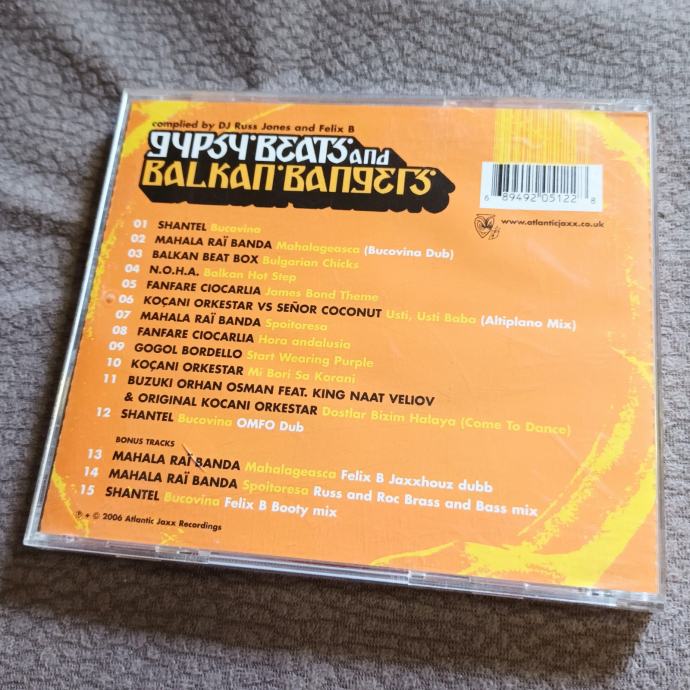 complied by DJ Russ Jones and Felix B
gypsy·beats and
balkan·bangers·
6 89492 05122 8
www.atlanticjaxx.co.uk
01 SHANTEL Bucovina
02 MAHALA RAÏ BANDA Mahalageasca (Bucovina Dub)
03 BALKAN BEAT BOX Bulgarian Chicks
04 N.O.H.A. Balkan Hot Step
05 FANFARE CIOCARLIA James Bond Theme
06 KOÇANI ORKESTAR VS SEÑOR COCONUT Usti, Usti Baba (Altiplano Mix)
07 MAHALA RAÏ BANDA Spoitoresa
08 FANFARE CIOCARLIA Hora andalusia
09 GOGOL BORDELLO Start Wearing Purple
10 KOÇANI ORKESTAR Mi Bori Sa Korani
11 BUZUKI ORHAN OSMAN FEAT. KING NAAT VELIOV
& ORIGINAL KOCANI ORKESTAR Dostlar Bizim Halaya (Come To Dance)
12 SHANTEL Bucovina OMFO Dub
BONUS TRACKS
13 MAHALA RAÏ BANDA Mahalageasca Felix B Jaxxhouz dubb
14 MAHALA RAÏ BANDA Spoitoresa Russ and Roc Brass and Bass mix
15 SHANTEL Bucovina Felix B Booty mix
℗ + © 2006 Atlantic Jaxx Recordings